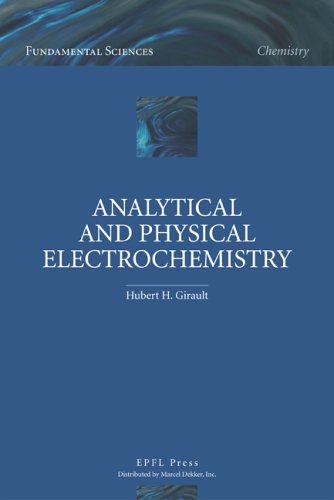 FUNDAMENTAL SCIENCES
Chemistry
ANALYTICAL
AND PHYSICAL
ELECTROCHEMISTRY
Hubert H. Girault
EPFL Press
Distributed by Marcel Dekker, Inc.